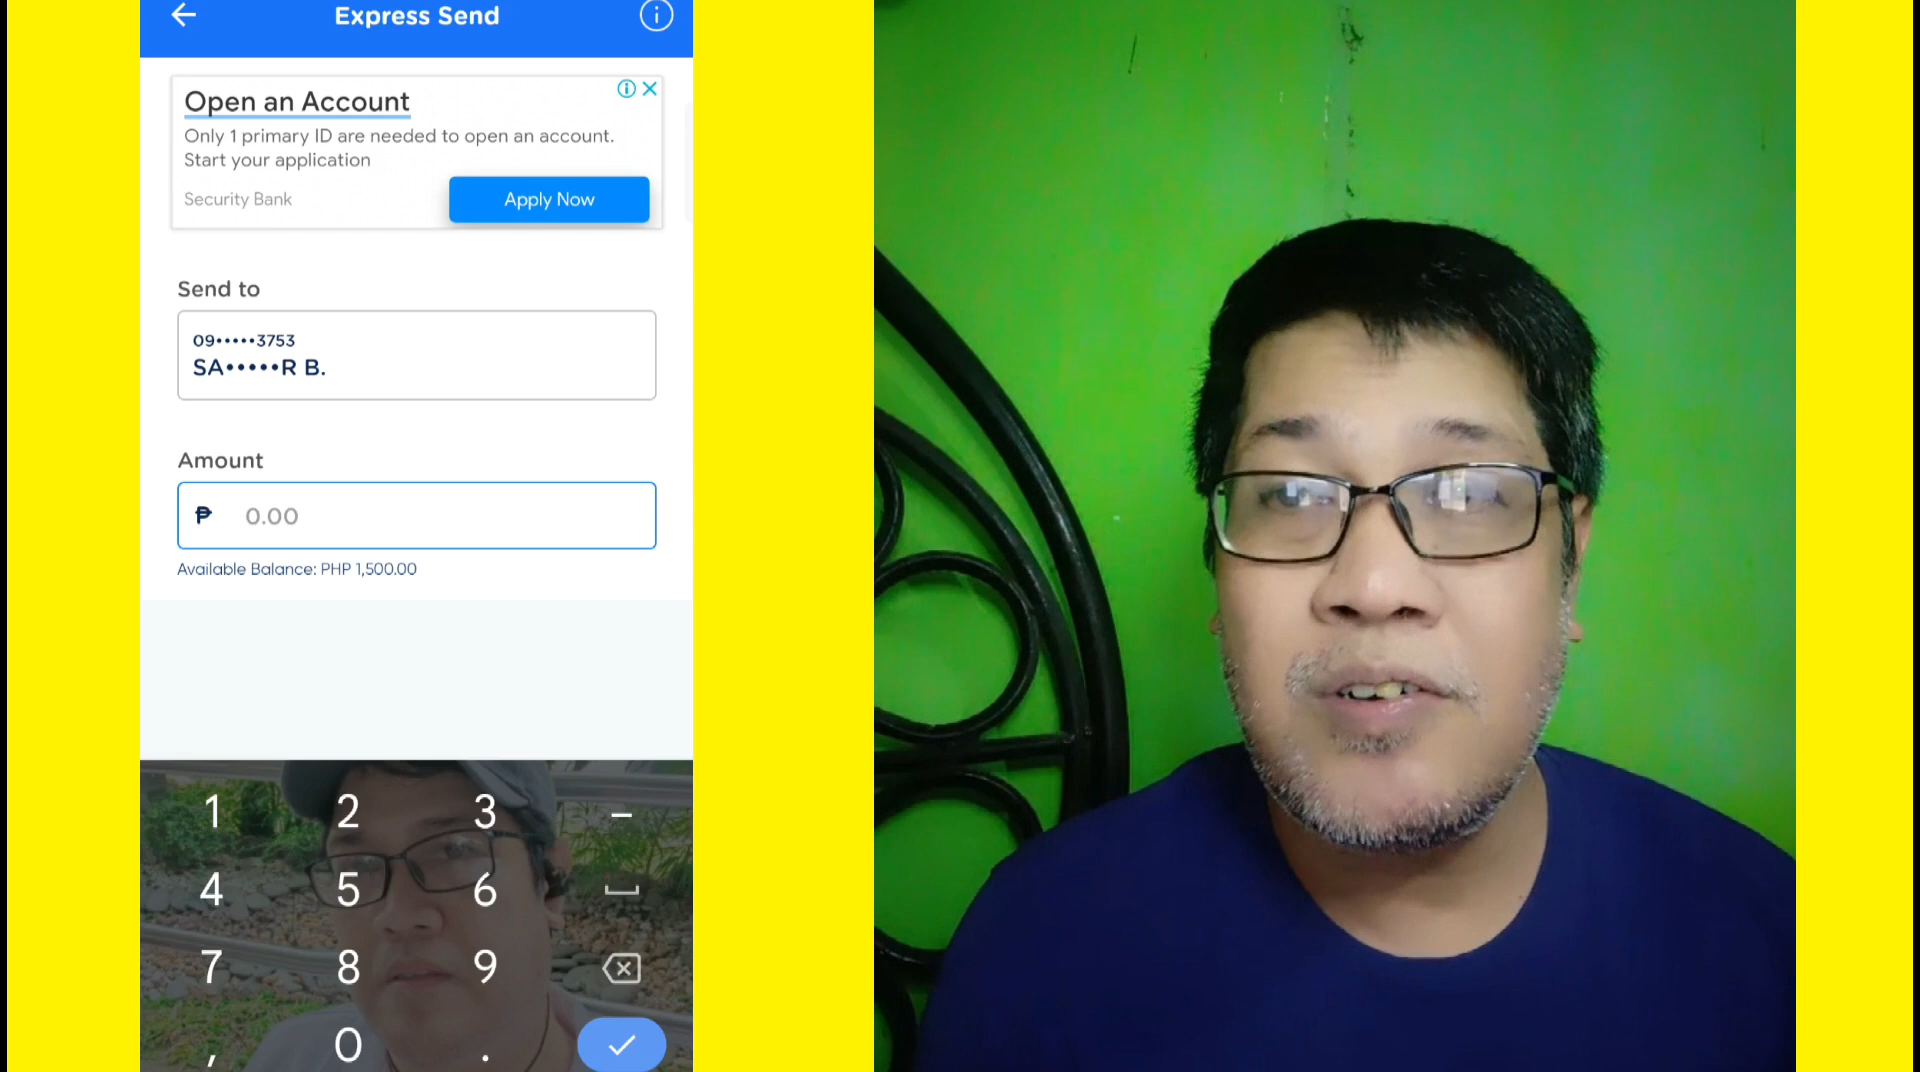 Express Send
Open an Account
Only 1 primary ID are needed to open an account.
Start your application
Security Bank
Apply Now
Send to
09•••••3753
SA•••••R B.
Amount
₱ 0.00
Available Balance: PHP 1,500.00
1 2 3 –
4 5 6
7 8 9
, 0 .